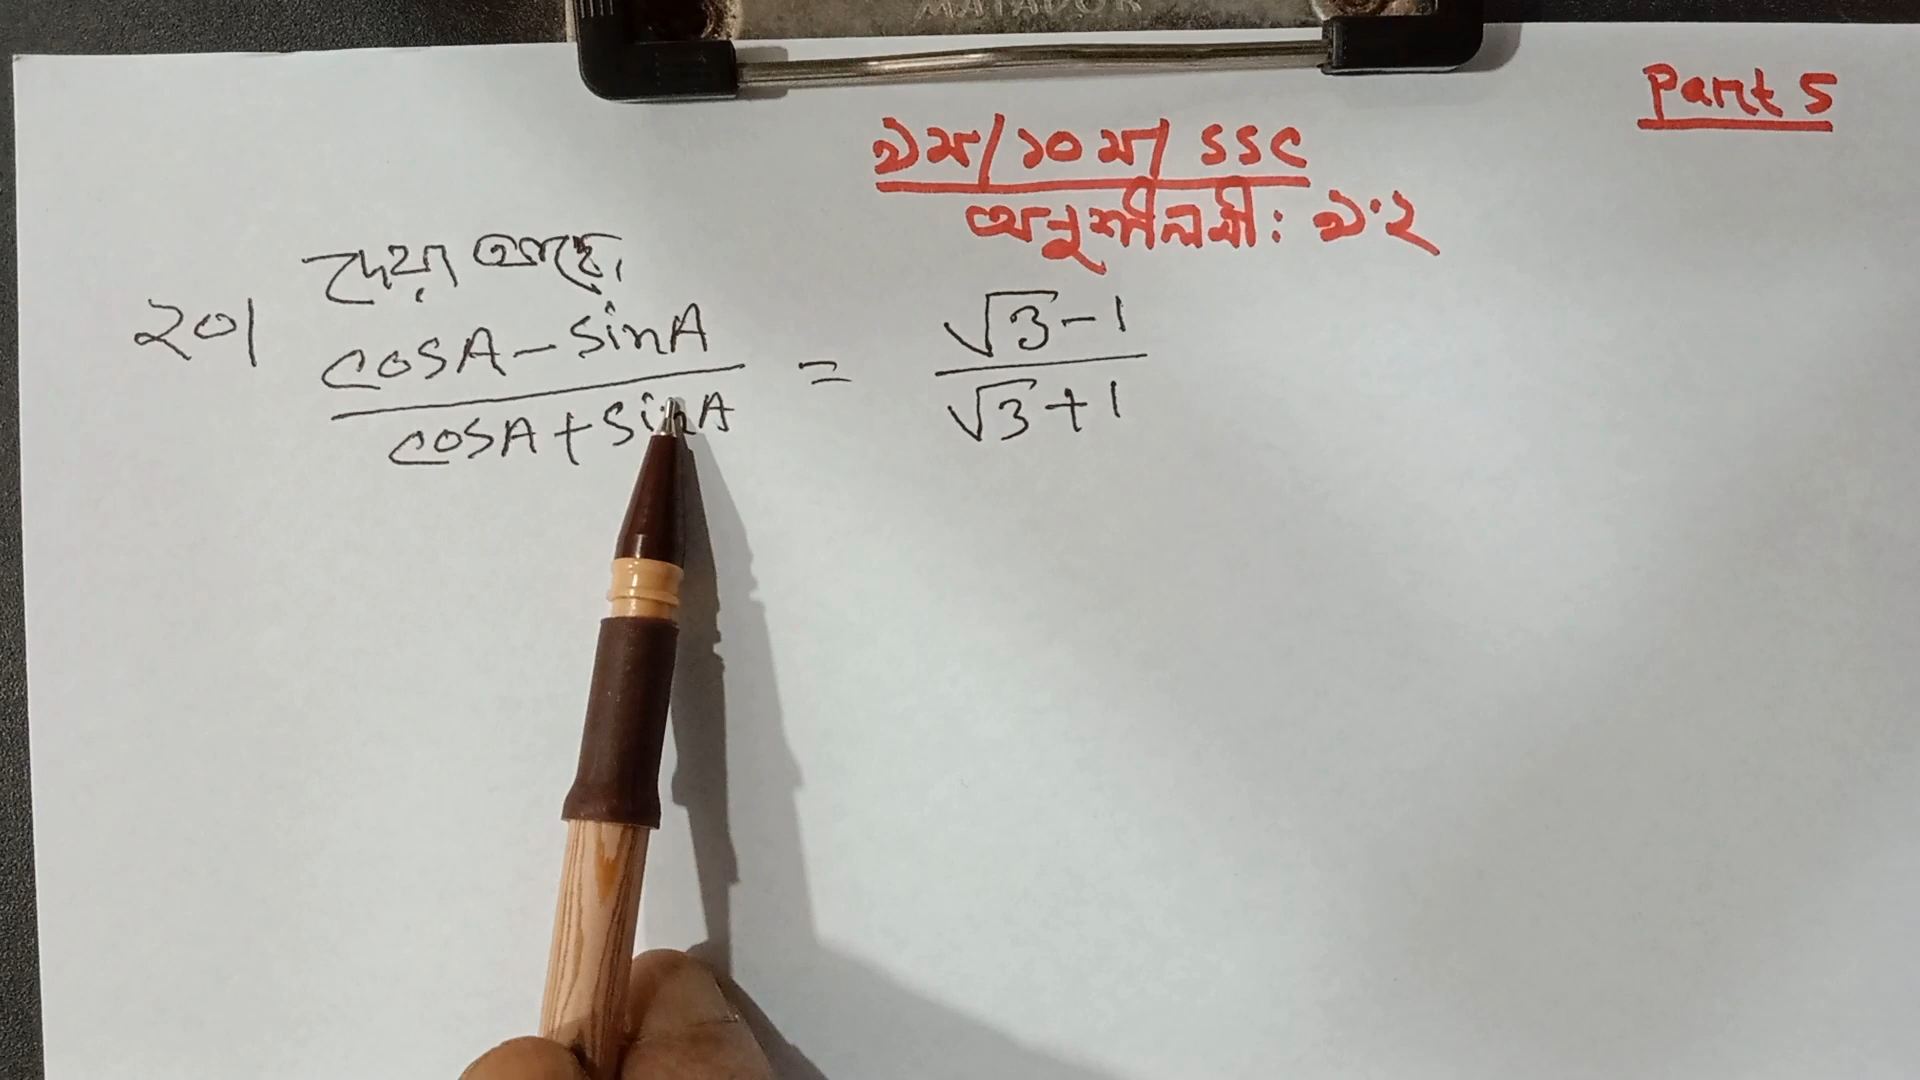 MATADOR
Part 5
৯ম/১০ম/ SSC
অনুশীলনী: ৯.২
দেয়া আছে,
২০। cosA - sinA / cosA + sinA = √3 - 1 / √3 + 1